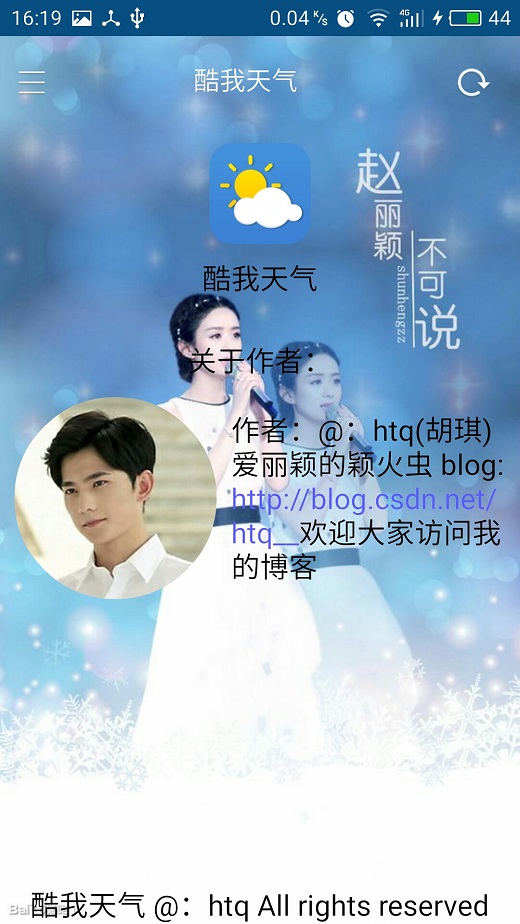 16:19 0.04 K/s 4G 44
酷我天气
赵丽颖
不可说
shunhengzz
酷我天气
关于作者：
作者：@：htq(胡琪)
爱丽颖的颖火虫 blog:
http://blog.csdn.net/
htq__欢迎大家访问我
的博客
酷我天气 @：htq All rights reserved